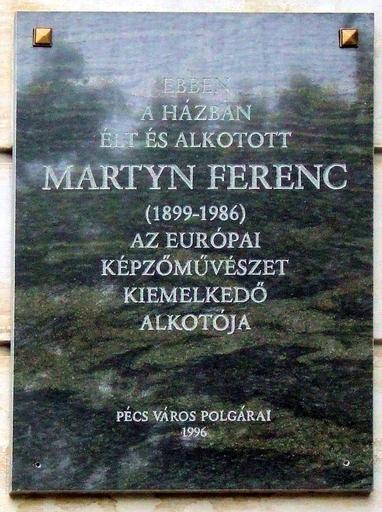 EBBEN
A HÁZBAN
ÉLT ÉS ALKOTOTT
MARTYN FERENC
(1899-1986)
AZ EURÓPAI
KÉPZŐMŰVÉSZET
KIEMELKEDŐ
ALKOTÓJA
PÉCS VÁROS POLGÁRAI
1996